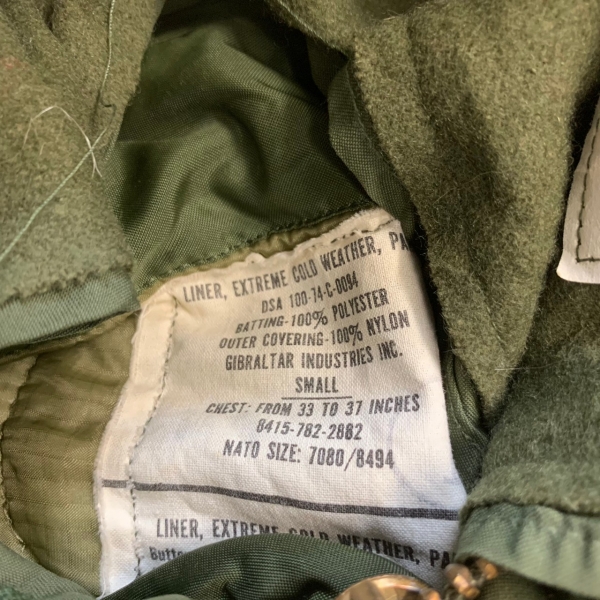 LINER, EXTREME COLD WEATHER, PA
DSA 100-74-C-0094
BATTING-100% POLYESTER
OUTER COVERING-100% NYLON
GIBRALTAR INDUSTRIES INC.
SMALL
CHEST: FROM 33 TO 37 INCHES
8415-782-2882
NATO SIZE: 7080/8494
LINER, EXTREME COLD WEATHER, PA
Butto